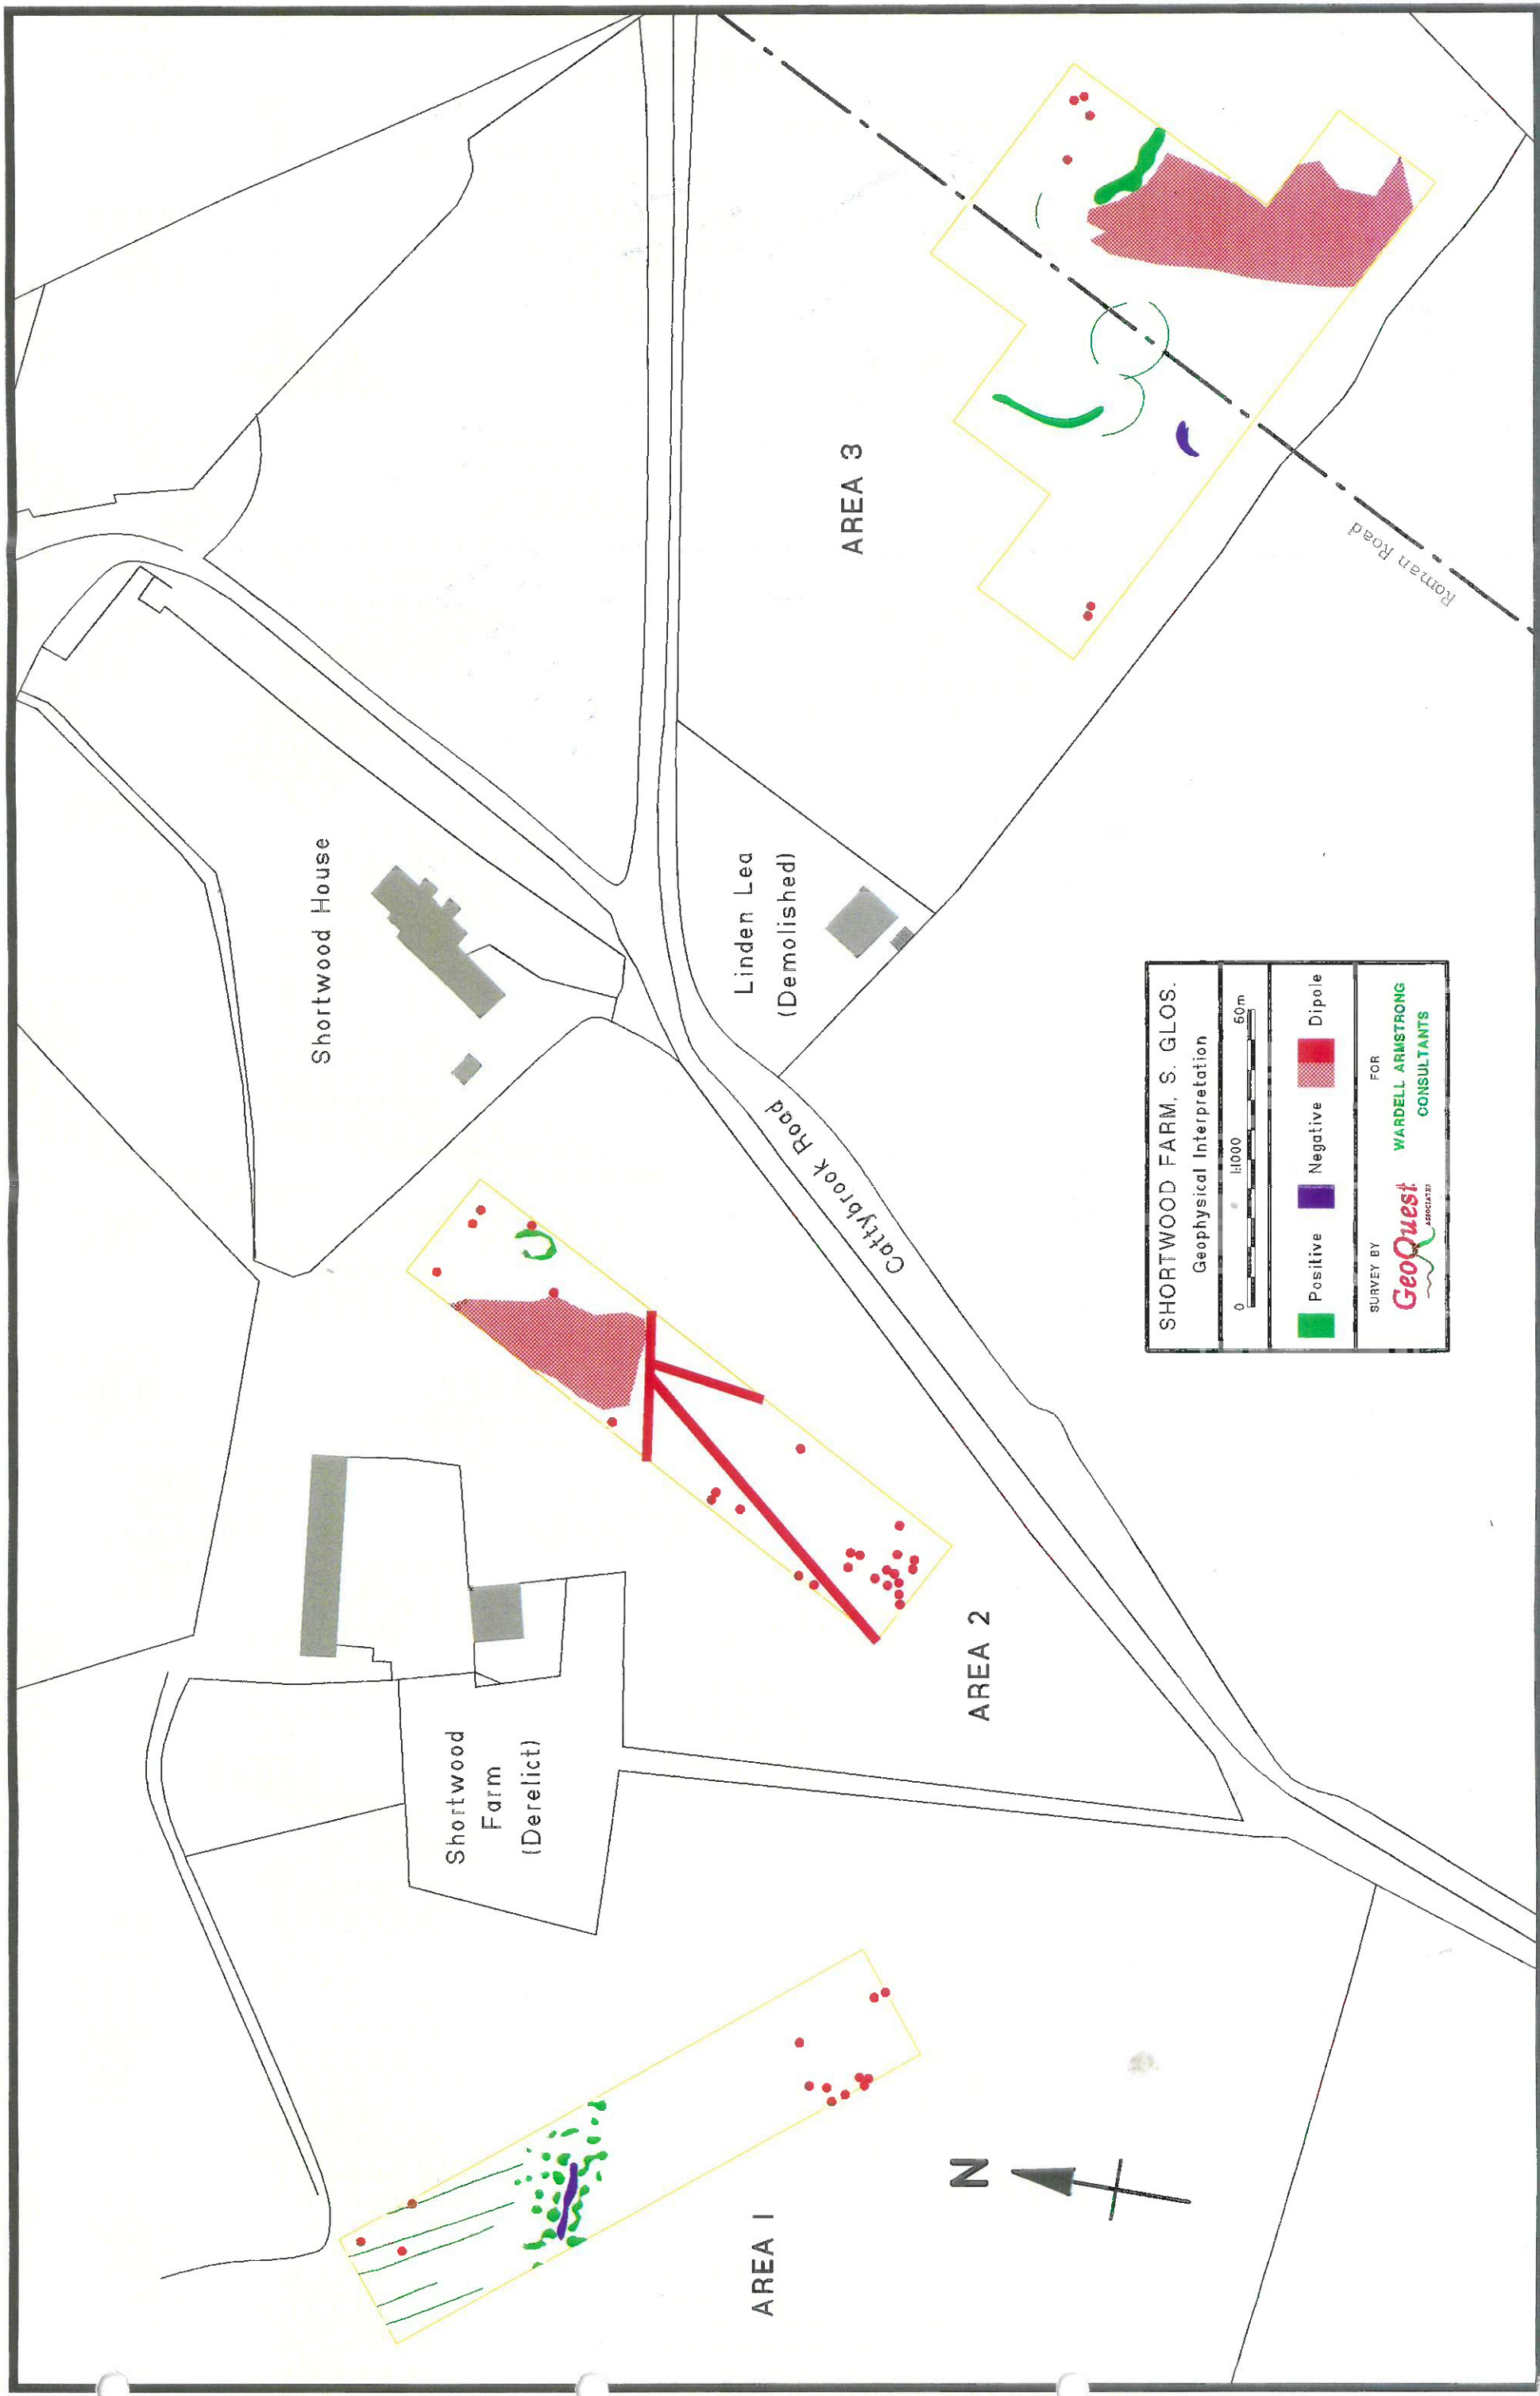 Shortwood House
Shortwood
Farm
(Derelict)
Linden Lea
(Demolished)
Cattybrook Road
AREA 1
AREA 2
AREA 3
Roman Road
N
SHORTWOOD FARM, S. GLOS.
Geophysical Interpretation
0 1:1000 50m
Positive Negative Dipole
SURVEY BY FOR
GeoQuest
ASSOCIATES
WARDELL ARMSTRONG
CONSULTANTS